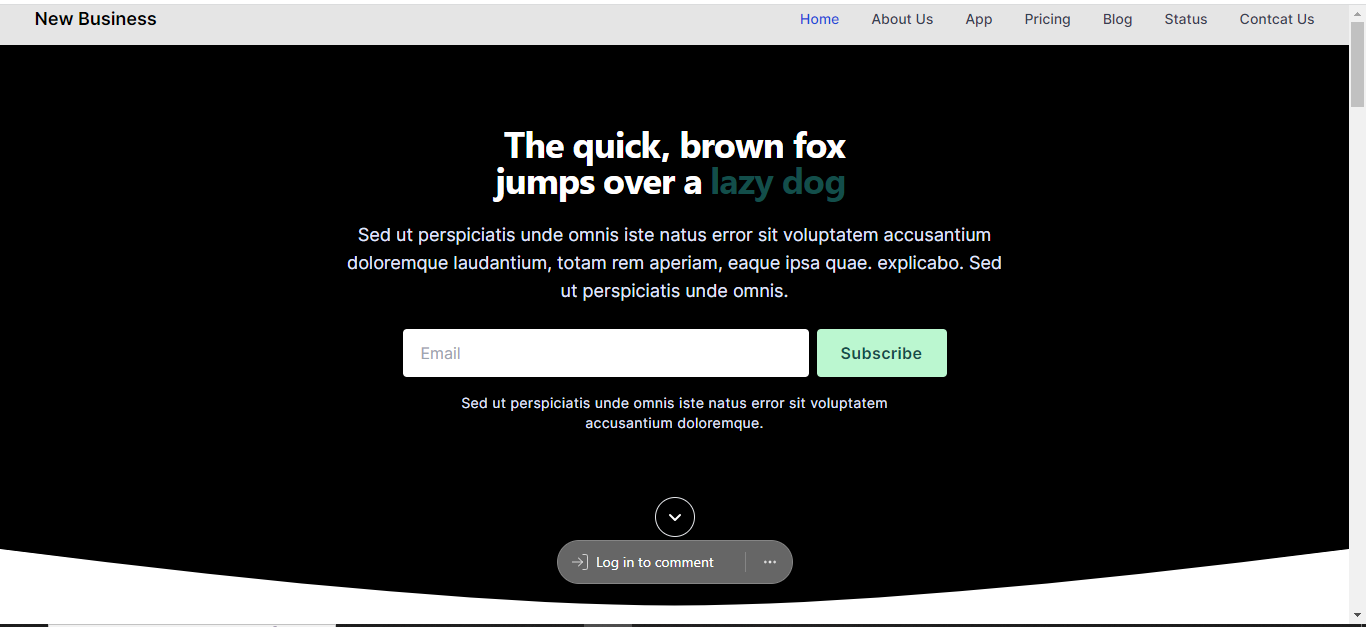 New Business
Home About Us App Pricing Blog Status Contcat Us
The quick, brown fox
jumps over a lazy dog
Sed ut perspiciatis unde omnis iste natus error sit voluptatem accusantium
doloremque laudantium, totam rem aperiam, eaque ipsa quae. explicabo. Sed
ut perspiciatis unde omnis.
Email
Subscribe
Sed ut perspiciatis unde omnis iste natus error sit voluptatem
accusantium doloremque.
Log in to comment